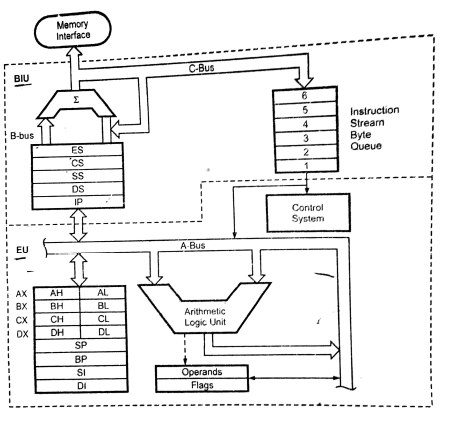 Memory
Interface
BIU
C-Bus
Σ
B-bus
ES
CS
SS
DS
IP
6
5
4
3
2
1
Instruction
Stream
Byte
Queue
Control
System
EU
A-Bus
AX AH AL
BX BH BL
CX CH CL
DX DH DL
SP
BP
SI
DI
Arithmetic
Logic Unit
Operands
Flags